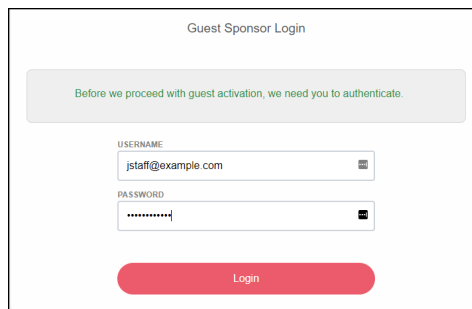 Guest Sponsor Login
Before we proceed with guest activation, we need you to authenticate.
USERNAME
jstaff@example.com
PASSWORD
••••••••••••
Login